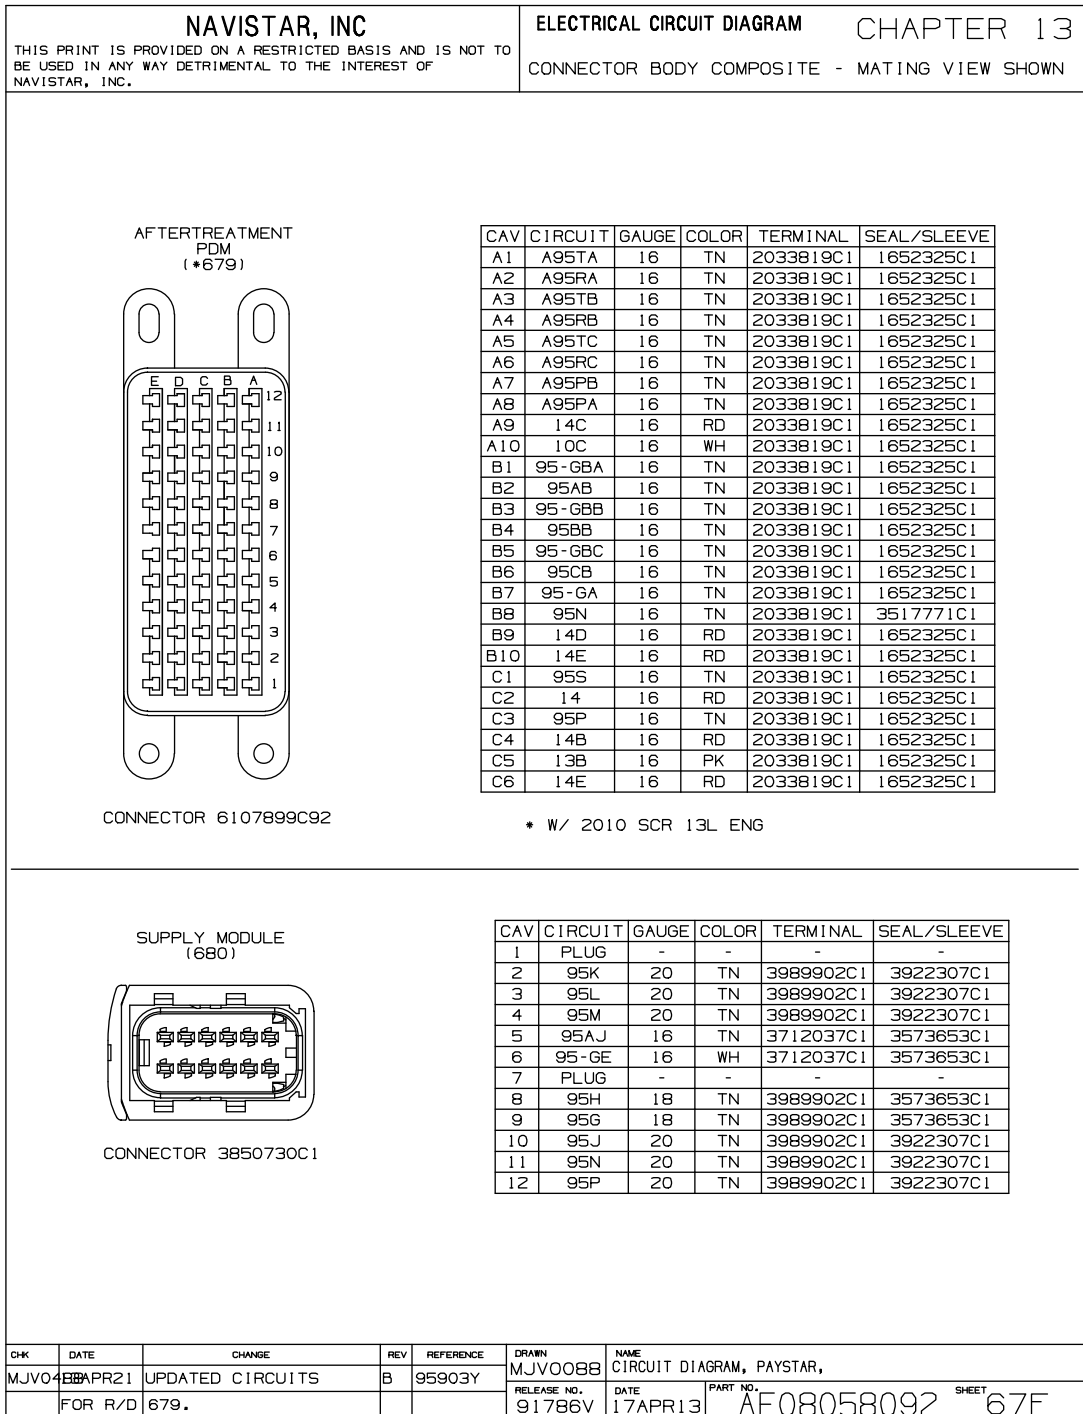 NAVISTAR, INC
THIS PRINT IS PROVIDED ON A RESTRICTED BASIS AND IS NOT TO
BE USED IN ANY WAY DETRIMENTAL TO THE INTEREST OF
NAVISTAR, INC.
ELECTRICAL CIRCUIT DIAGRAM CHAPTER 13
CONNECTOR BODY COMPOSITE - MATING VIEW SHOWN
AFTERTREATMENT
PDM
(*679)
E D C B A
12
11
10
9
8
7
6
5
4
3
2
1
CONNECTOR 6107899C92
CAV CIRCUIT GAUGE COLOR TERMINAL SEAL/SLEEVE
A1 A95TA 16 TN 2033819C1 1652325C1
A2 A95RA 16 TN 2033819C1 1652325C1
A3 A95TB 16 TN 2033819C1 1652325C1
A4 A95RB 16 TN 2033819C1 1652325C1
A5 A95TC 16 TN 2033819C1 1652325C1
A6 A95RC 16 TN 2033819C1 1652325C1
A7 A95PB 16 TN 2033819C1 1652325C1
A8 A95PA 16 TN 2033819C1 1652325C1
A9 14C 16 RD 2033819C1 1652325C1
A10 10C 16 WH 2033819C1 1652325C1
B1 95-GBA 16 TN 2033819C1 1652325C1
B2 95AB 16 TN 2033819C1 1652325C1
B3 95-GBB 16 TN 2033819C1 1652325C1
B4 95BB 16 TN 2033819C1 1652325C1
B5 95-GBC 16 TN 2033819C1 1652325C1
B6 95CB 16 TN 2033819C1 1652325C1
B7 95-GA 16 TN 2033819C1 1652325C1
B8 95N 16 TN 2033819C1 3517771C1
B9 14D 16 RD 2033819C1 1652325C1
B10 14E 16 RD 2033819C1 1652325C1
C1 95S 16 TN 2033819C1 1652325C1
C2 14 16 RD 2033819C1 1652325C1
C3 95P 16 TN 2033819C1 1652325C1
C4 14B 16 RD 2033819C1 1652325C1
C5 13B 16 PK 2033819C1 1652325C1
C6 14E 16 RD 2033819C1 1652325C1
* W/ 2010 SCR 13L ENG
SUPPLY MODULE
(680)
CONNECTOR 3850730C1
CAV CIRCUIT GAUGE COLOR TERMINAL SEAL/SLEEVE
1 PLUG - - - -
2 95K 20 TN 3989902C1 3922307C1
3 95L 20 TN 3989902C1 3922307C1
4 95M 20 TN 3989902C1 3922307C1
5 95AJ 16 TN 3712037C1 3573653C1
6 95-GE 16 WH 3712037C1 3573653C1
7 PLUG - - - -
8 95H 18 TN 3989902C1 3573653C1
9 95G 18 TN 3989902C1 3573653C1
10 95J 20 TN 3989902C1 3922307C1
11 95N 20 TN 3989902C1 3922307C1
12 95P 20 TN 3989902C1 3922307C1
CHK DATE CHANGE REV REFERENCE DRAWN NAME
UPDATED CIRCUITS B 95903Y MJV0088 CIRCUIT DIAGRAM, PAYSTAR,
FOR R/D 679.
RELEASE NO. DATE PART NO. SHEET
91786V 17APR13 AF08058092 67F